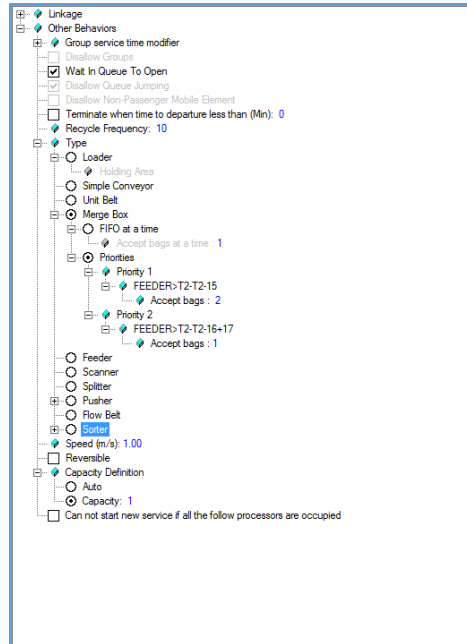 Linkage
Other Behaviors
Group service time modifier
Disallow Groups
Wait In Queue To Open
Disallow Queue Jumping
Disallow Non-Passenger Mobile Element
Terminate when time to departure less than (Min): 0
Recycle Frequency: 10
Type
Loader
Holding Area
Simple Conveyor
Unit Belt
Merge Box
FIFO at a time
Accept bags at a time : 1
Priorities
Priority 1
FEEDER>T2-T2-15
Accept bags : 2
Priority 2
FEEDER>T2-T2-16+17
Accept bags : 1
Feeder
Scanner
Splitter
Pusher
Flow Belt
Sorter
Speed (m/s): 1.00
Reversible
Capacity Definition
Auto
Capacity: 1
Can not start new service if all the follow processors are occupied